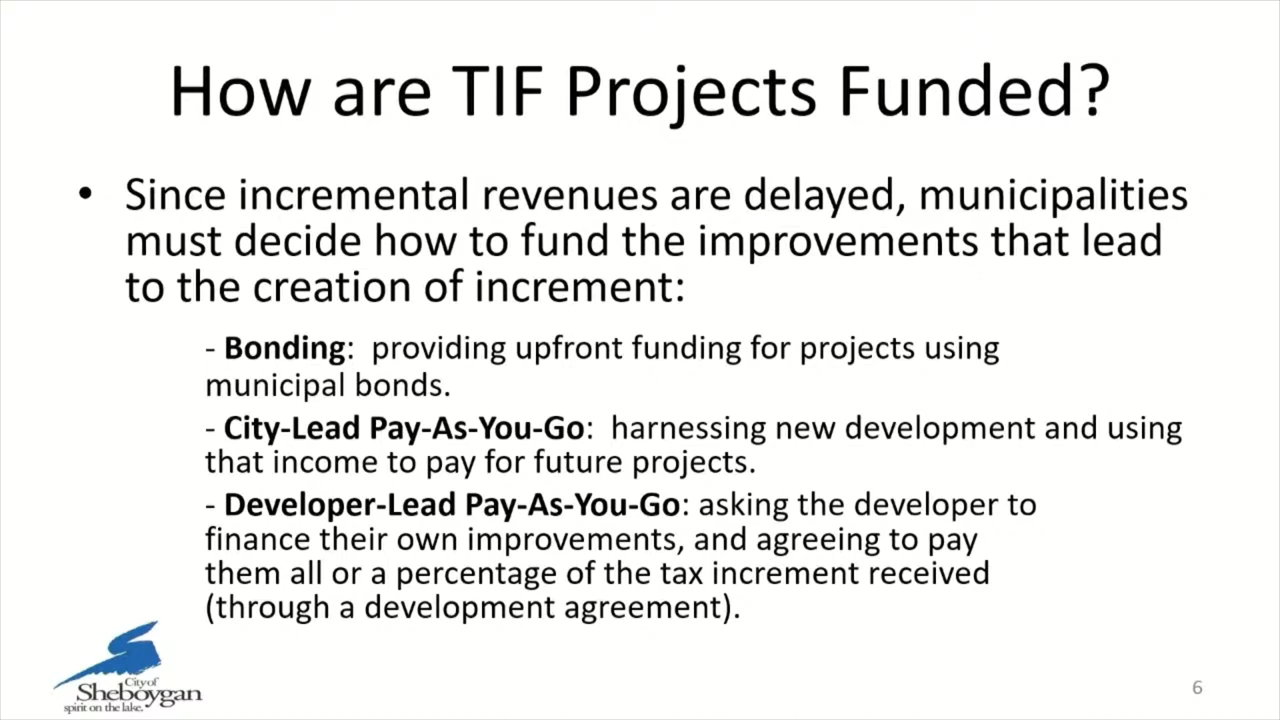 How are TIF Projects Funded?
• Since incremental revenues are delayed, municipalities
must decide how to fund the improvements that lead
to the creation of increment:
- Bonding:  providing upfront funding for projects using
municipal bonds.
- City-Lead Pay-As-You-Go:  harnessing new development and using
that income to pay for future projects.
- Developer-Lead Pay-As-You-Go: asking the developer to
finance their own improvements, and agreeing to pay
them all or a percentage of the tax increment received
(through a development agreement).
City of
Sheboygan
spirit on the lake.
6